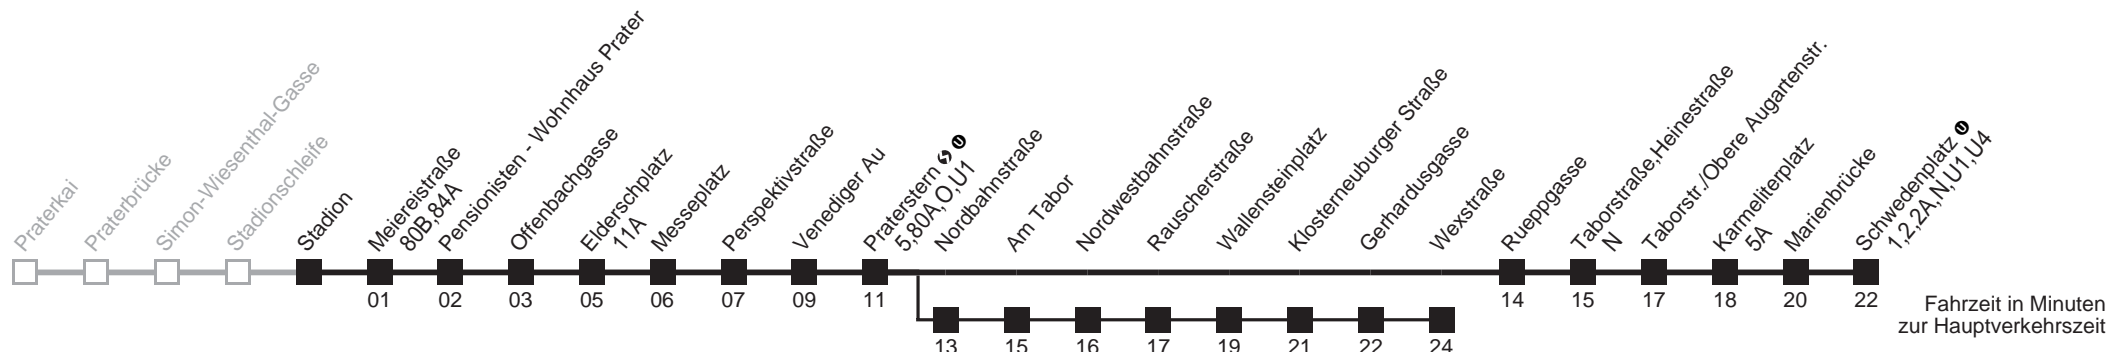 Praterkai
Praterbrücke
Simon-Wiesenthal-Gasse
Stadionschleife
Stadion
Meiereistraße
80B,84A
Pensionisten - Wohnhaus Prater
Offenbachgasse
Elderschplatz
11A
Messeplatz
Perspektivstraße
Venediger Au
Praterstern S U
5,80A,O,U1
Nordbahnstraße
Am Tabor
Nordwestbahnstraße
Rauscherstraße
Wallensteinplatz
Klosterneuburger Straße
Gerhardusgasse
Wexstraße
Rueppgasse
Taborstraße,Heinestraße
N
Taborstr./Obere Augartenstr.
Karmeliterplatz
5A
Marienbrücke
Schwedenplatz U
1,2,2A,N,U1,U4
01 02 03 05 06 07 09 11 14 15 17 18 20 22
13 15 16 17 19 21 22 24
Fahrzeit in Minuten
zur Hauptverkehrszeit